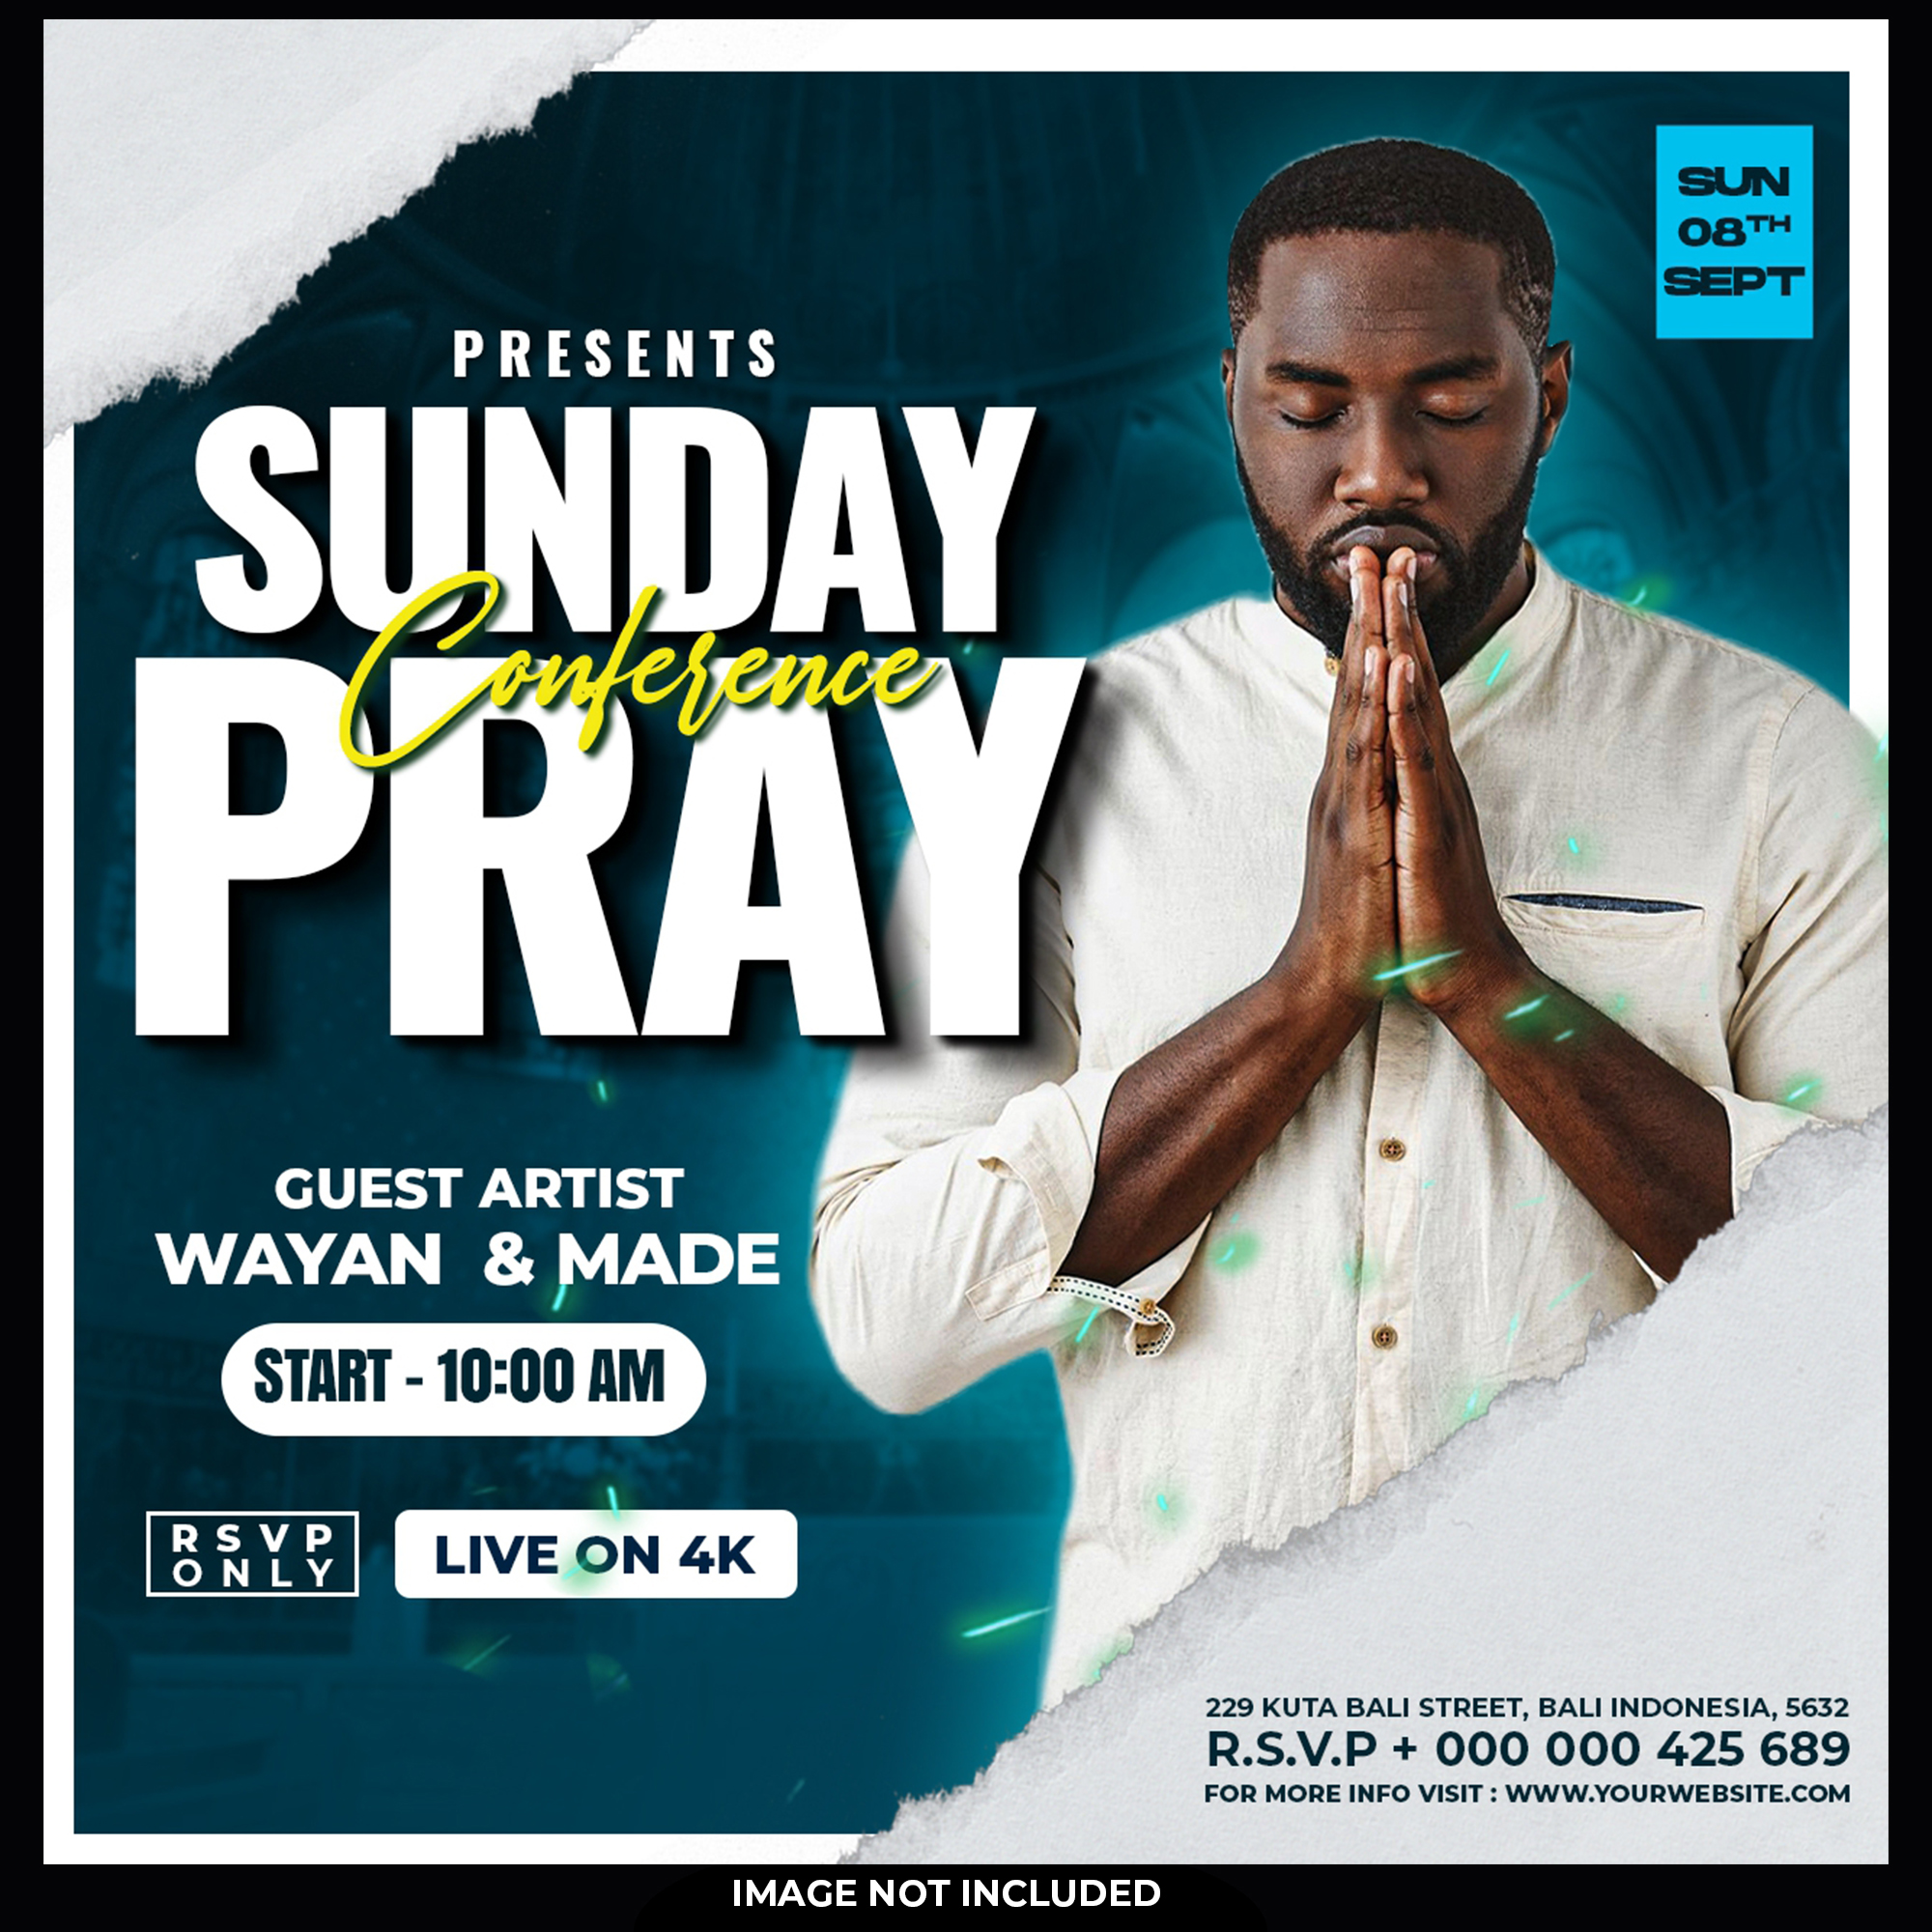 SUN
08TH
SEPT
PRESENTS
SUNDAY
Conference
PRAY
GUEST ARTIST
WAYAN & MADE
START - 10:00 AM
RSVP
ONLY
LIVE ON 4K
229 KUTA BALI STREET, BALI INDONESIA, 5632
R.S.V.P + 000 000 425 689
FOR MORE INFO VISIT : WWW.YOURWEBSITE.COM
IMAGE NOT INCLUDED